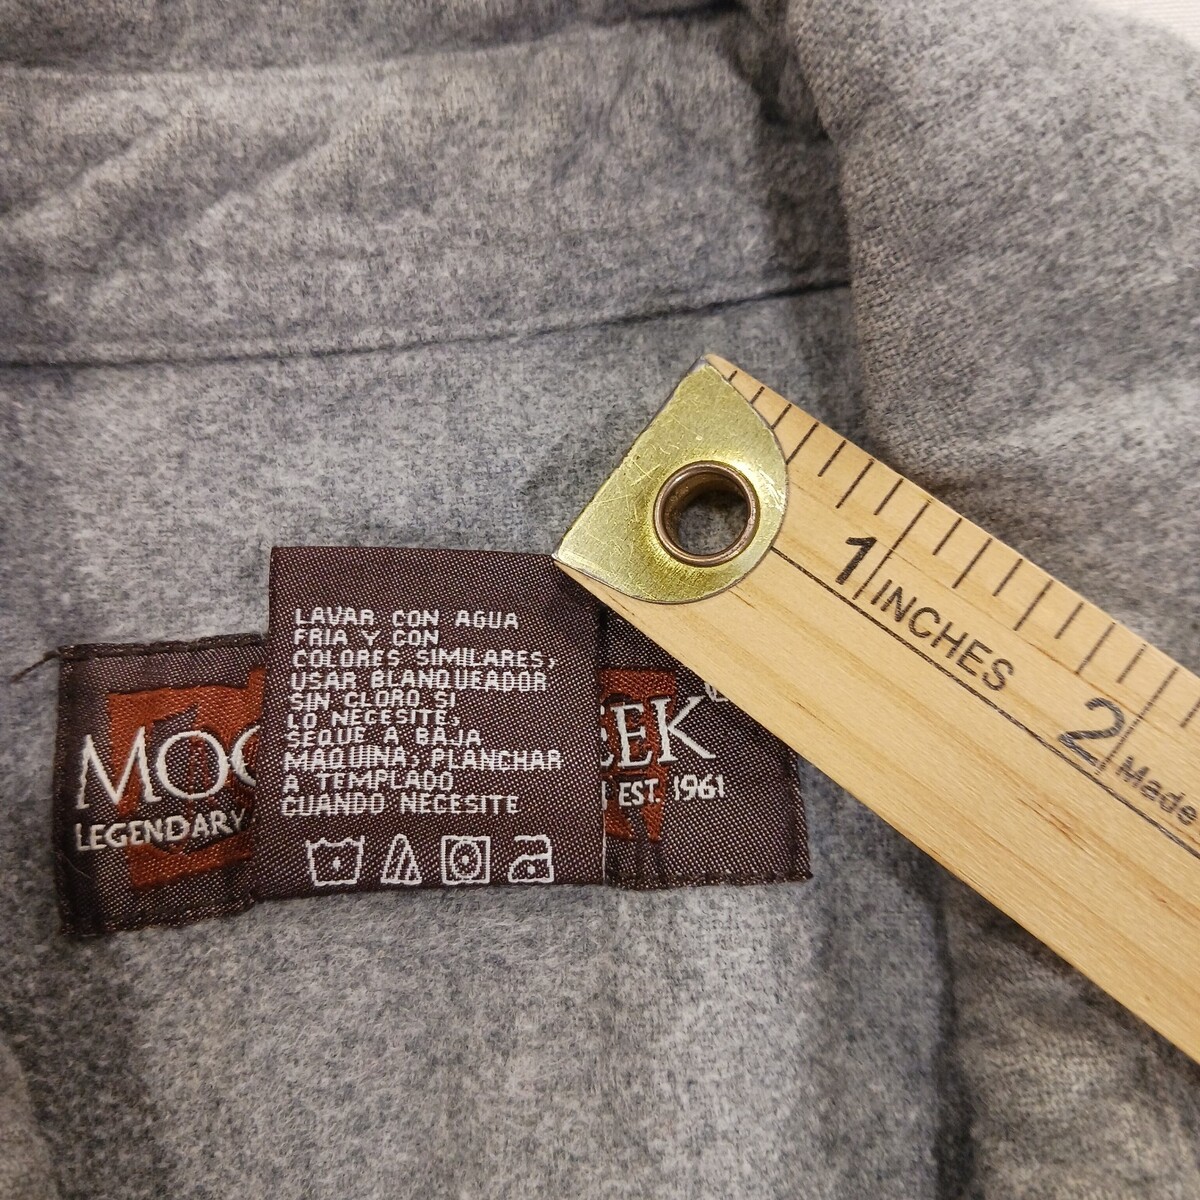 LAVAR CON AGUA
FRIA Y CON
COLORES SIMILARES,
USAR BLANQUEADOR
SIN CLORO SI
LO NECESITE,
SEQUE A BAJA
MAQUINA, PLANCHAR
A TEMPLADO
CUANDO NECESITE
MOO
EEK
LEGENDARY
EST. 1961
1
INCHES
2
Made